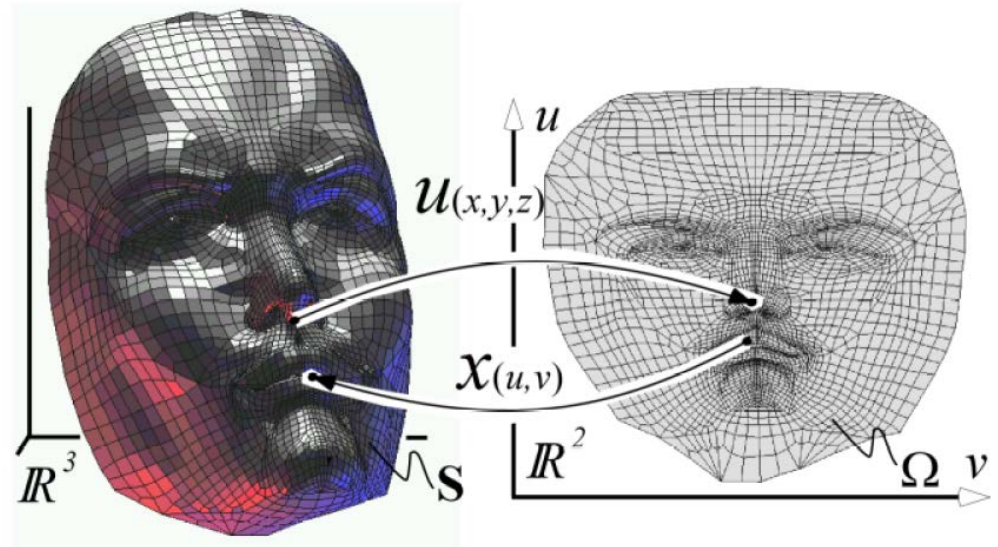 u
U(x,y,z)
X(u,v)
ℝ³
S
ℝ²
Ω
v